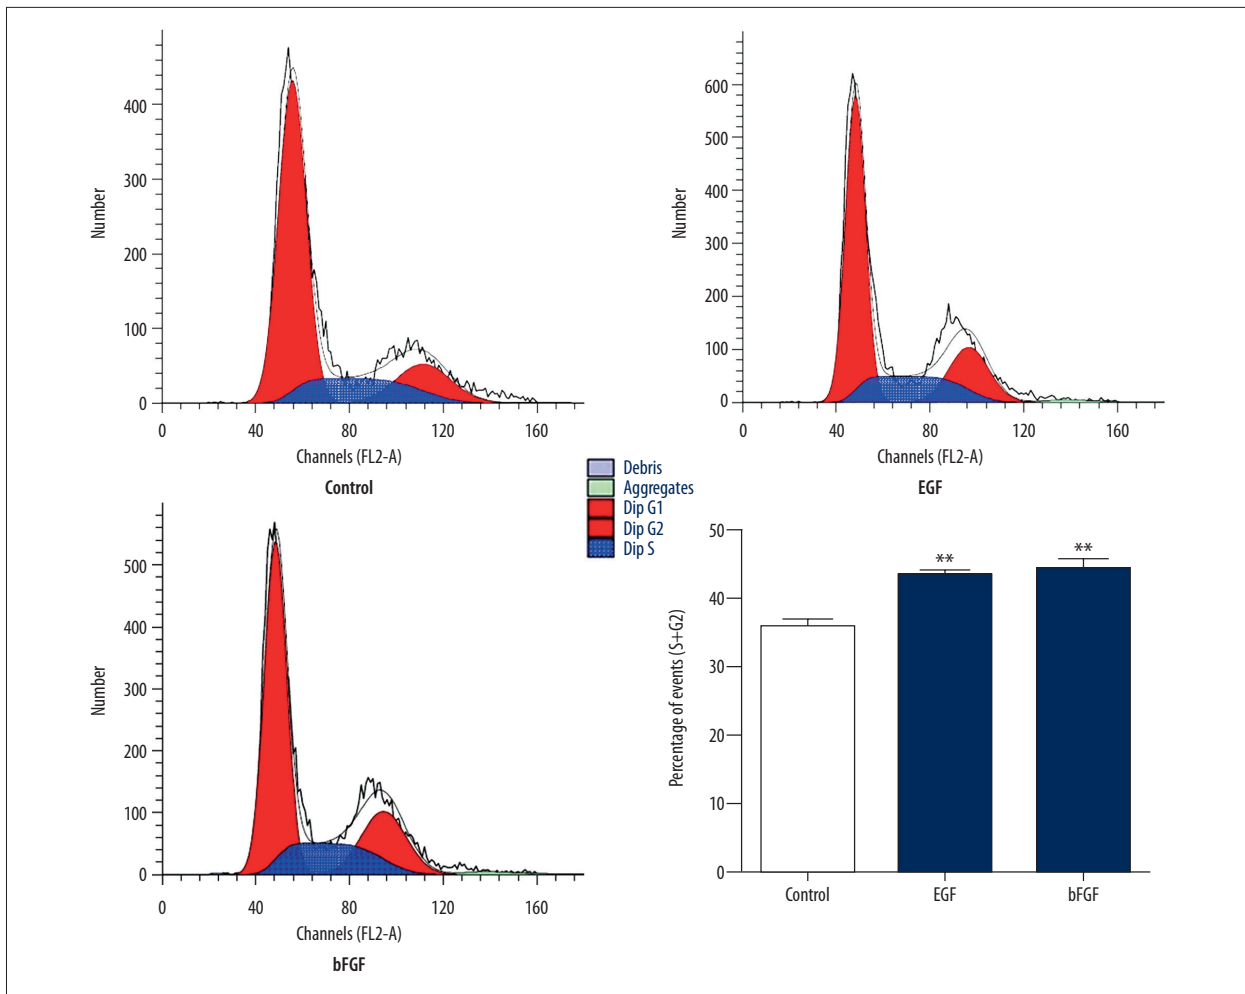 400
300
200
100
0
Number
0 40 80 120 160
Channels (FL2-A)
Control
600
500
400
300
200
100
0
Number
0 40 80 120 160
Channels (FL2-A)
EGF
Debris
Aggregates
Dip G1
Dip G2
Dip S
500
400
300
200
100
0
Number
0 40 80 120 160
Channels (FL2-A)
bFGF
50
40
30
20
10
0
Percentage of events (S+G2)
** **
Control EGF bFGF